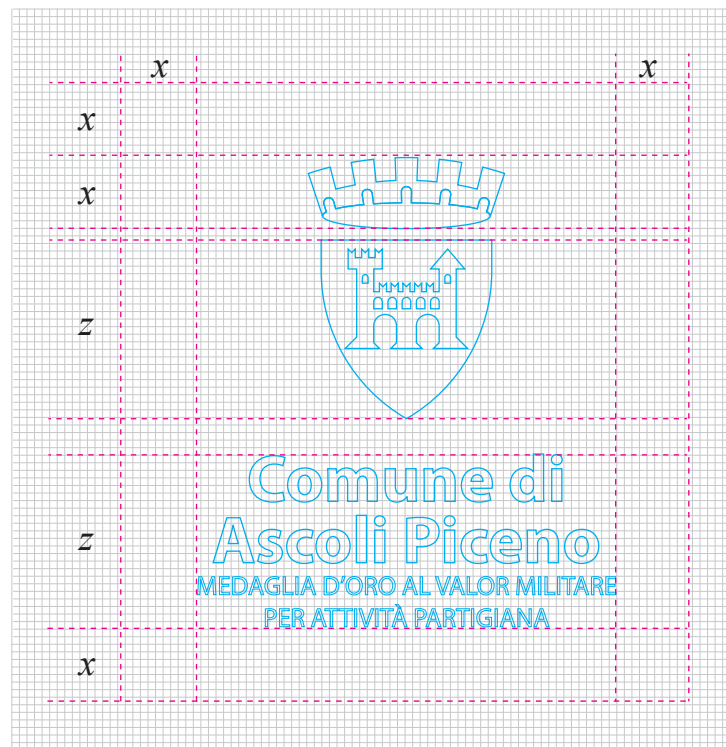 x x
x
x
z
Comune di
z
Ascoli Piceno
MEDAGLIA D'ORO AL VALOR MILITARE
PER ATTIVITÀ PARTIGIANA
x